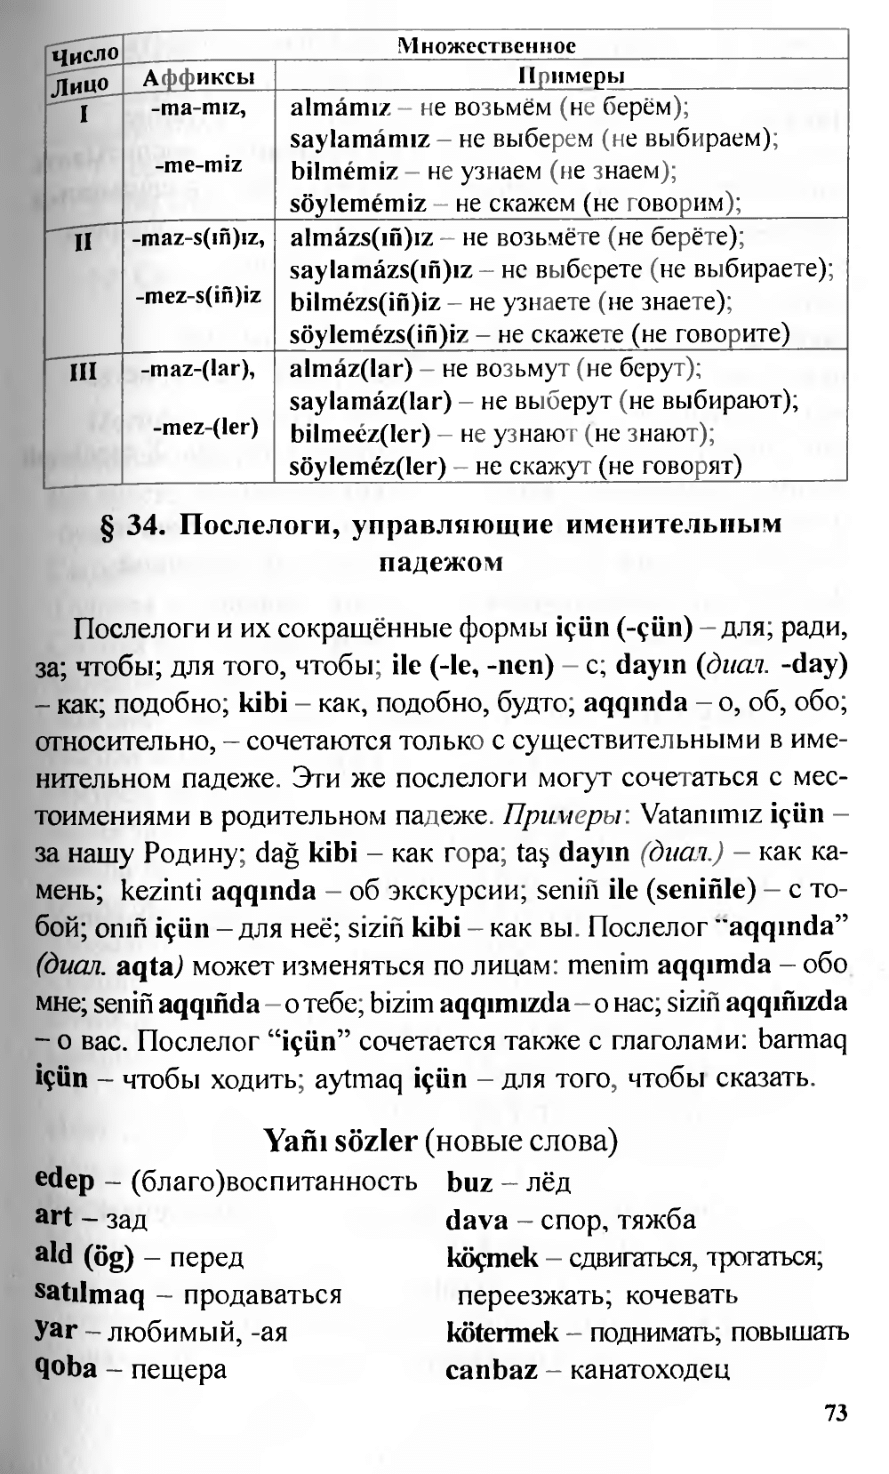 Число Множественное
Лицо Аффиксы Примеры
I -ma-mız, almámız – не возьмём (не берём);
saylamámız – не выберем (не выбираем);
-me-miz bilmémiz – не узнаем (не знаем);
söylemémiz – не скажем (не говорим);
II -maz-s(ıñ)ız, almázs(ıñ)ız – не возьмёте (не берёте);
saylamázs(ıñ)ız – не выберете (не выбираете);
-mez-s(iñ)iz bilmézs(iñ)iz – не узнаете (не знаете);
söylemézs(iñ)iz – не скажете (не говорите)
III -maz-(lar), almáz(lar) – не возьмут (не берут);
saylamáz(lar) – не выберут (не выбирают);
-mez-(ler) bilmeéz(ler) – не узнают (не знают);
söyleméz(ler) – не скажут (не говорят)
§ 34. Послелоги, управляющие именительным
падежом
Послелоги и их сокращённые формы içün (-çün) – для; ради,
за; чтобы; для того, чтобы; ile (-le, -nen) – с; dayın (диал. -day)
– как; подобно; kibi – как, подобно, будто; aqqında – о, об, обо;
относительно, – сочетаются только с существительными в име-
нительном падеже. Эти же послелоги могут сочетаться с мес-
тоимениями в родительном падеже. Примеры: Vatanımız içün –
за нашу Родину; dağ kibi – как гора; taş dayın (диал.) – как ка-
мень; kezinti aqqında – об экскурсии; seniñ ile (seniñle) – с то-
бой; onıñ içün – для неё; siziñ kibi – как вы. Послелог “aqqında”
(диал. aqta) может изменяться по лицам: menim aqqımda – обо
мне; seniñ aqqıñda – о тебе; bizim aqqımızda – о нас; siziñ aqqıñızda
– о вас. Послелог “içün” сочетается также с глаголами: barmaq
içün – чтобы ходить; aytmaq içün – для того, чтобы сказать.
Yañı sözler (новые слова)
edep – (благо)воспитанность
art – зад
ald (ög) – перед
satılmaq – продаваться
yar – любимый, -ая
qoba – пещера
buz – лёд
dava – спор, тяжба
köçmek – сдвигаться, трогаться;
переезжать; кочевать
kötermek – поднимать; повышать
canbaz – канатоходец
73